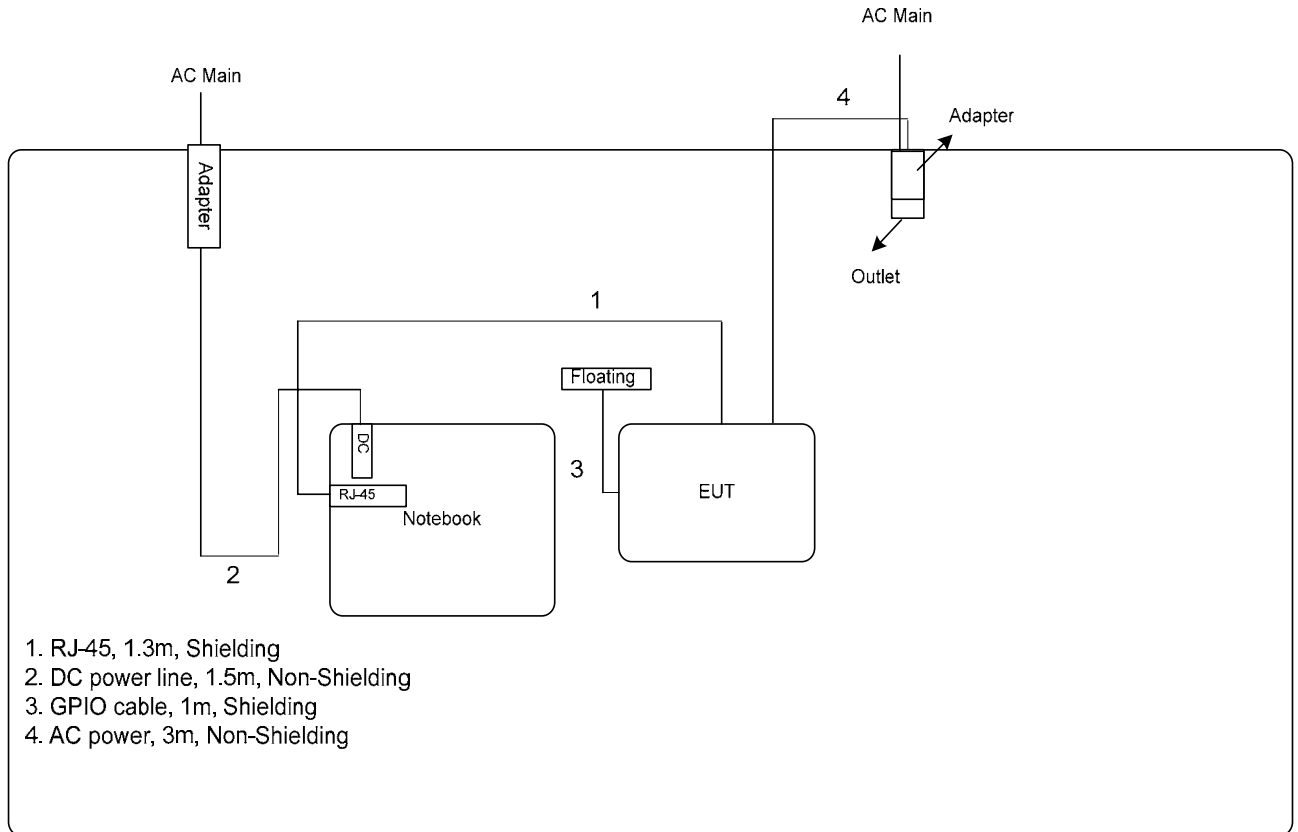 AC Main
AC Main
4
Adapter
Adapter
Outlet
1
Floating
DC
3
RJ-45
EUT
Notebook
2
1. RJ-45, 1.3m, Shielding
2. DC power line, 1.5m, Non-Shielding
3. GPIO cable, 1m, Shielding
4. AC power, 3m, Non-Shielding